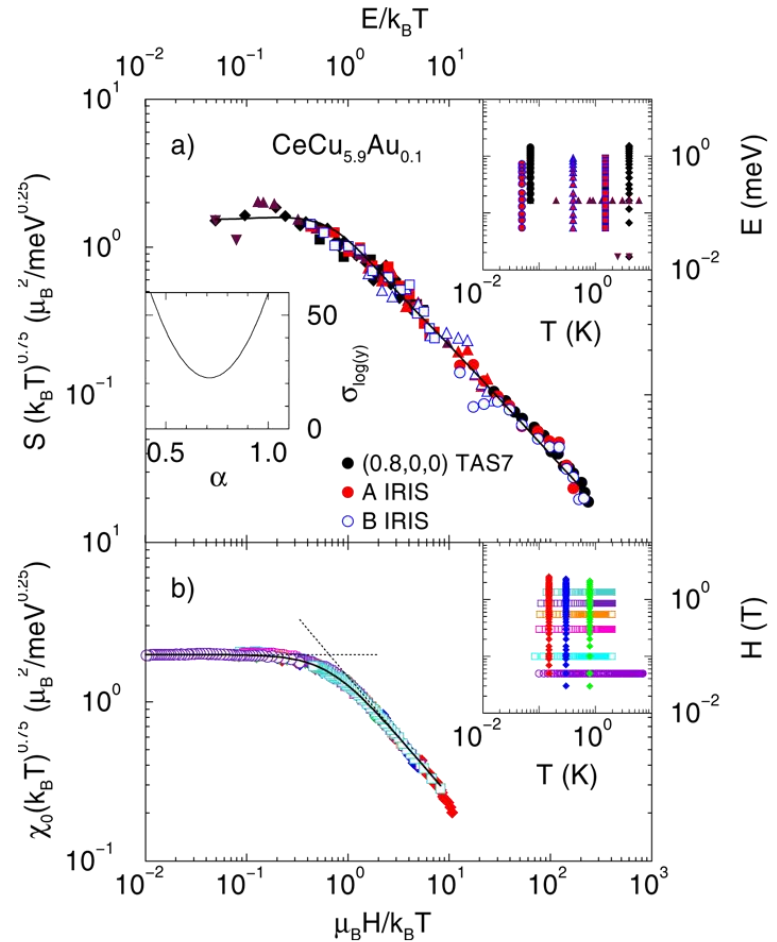 E/k_BT
10^-2 10^-1 10^0 10^1
10^1
a) CeCu_5.9Au_0.1
10^0
10^-1
10^1
S (k_BT)^0.75 (μ_B^2/meV^0.25)
10^0
10^-2
E (meV)
10^-2 10^0
T (K)
50
0
σ_log(y)
0.5 1.0
α
(0.8,0,0) TAS7
A IRIS
B IRIS
b)
10^0
10^-1
χ_0(k_BT)^0.75 (μ_B^2/meV^0.25)
10^0
10^-2
H (T)
10^-2 10^0
T (K)
10^-2 10^-1 10^0 10^1 10^2 10^3
μ_BH/k_BT